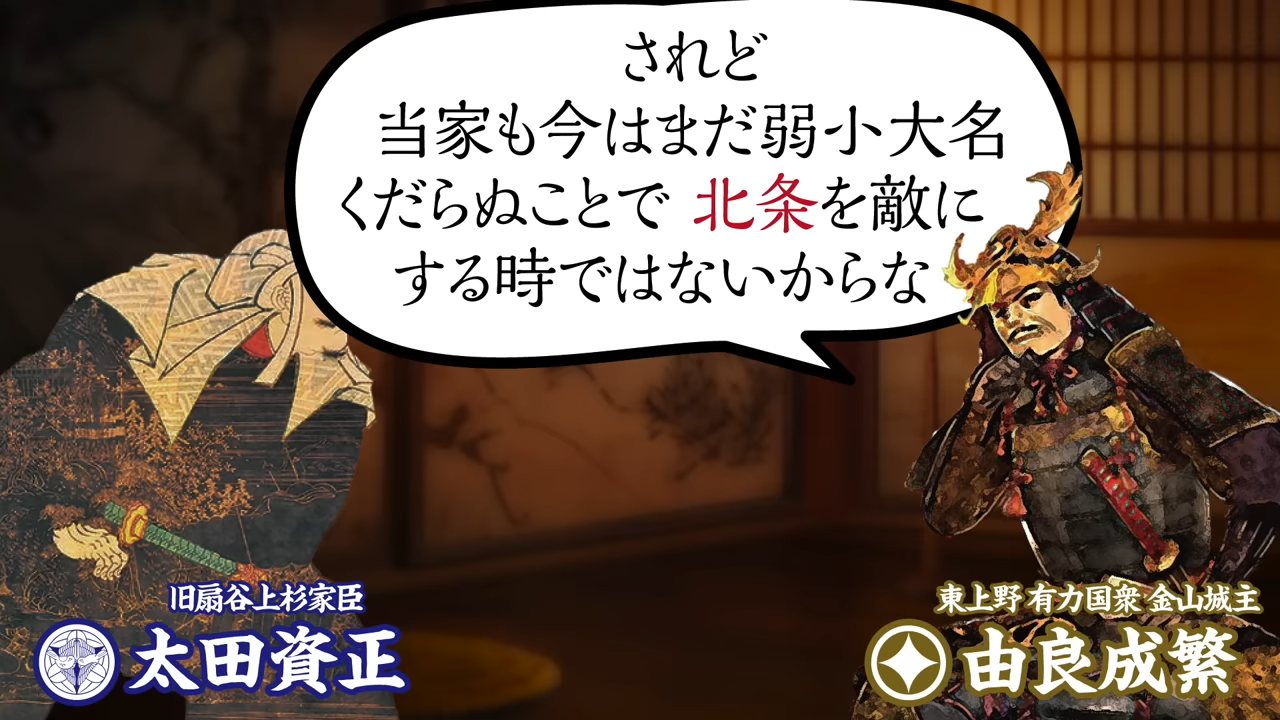 されど
当家も今はまだ弱小大名
くだらぬことで 北条を敵に
する時ではないからな
旧扇谷上杉家臣
太田資正
東上野 有力国衆 金山城主
由良成繁